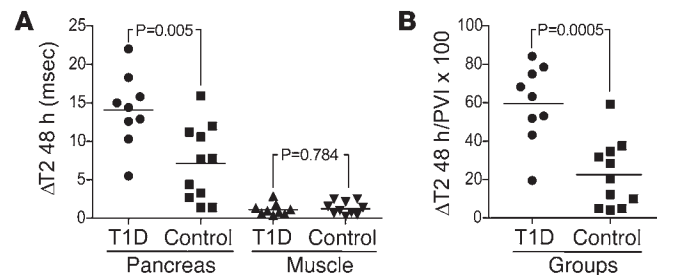 A
ΔT2 48 h (msec)
25
20
15
10
5
0
P=0.005
P=0.784
T1D Control T1D Control
Pancreas Muscle
B
ΔT2 48 h/PVI x 100
100
80
60
40
20
0
P=0.0005
T1D Control
Groups